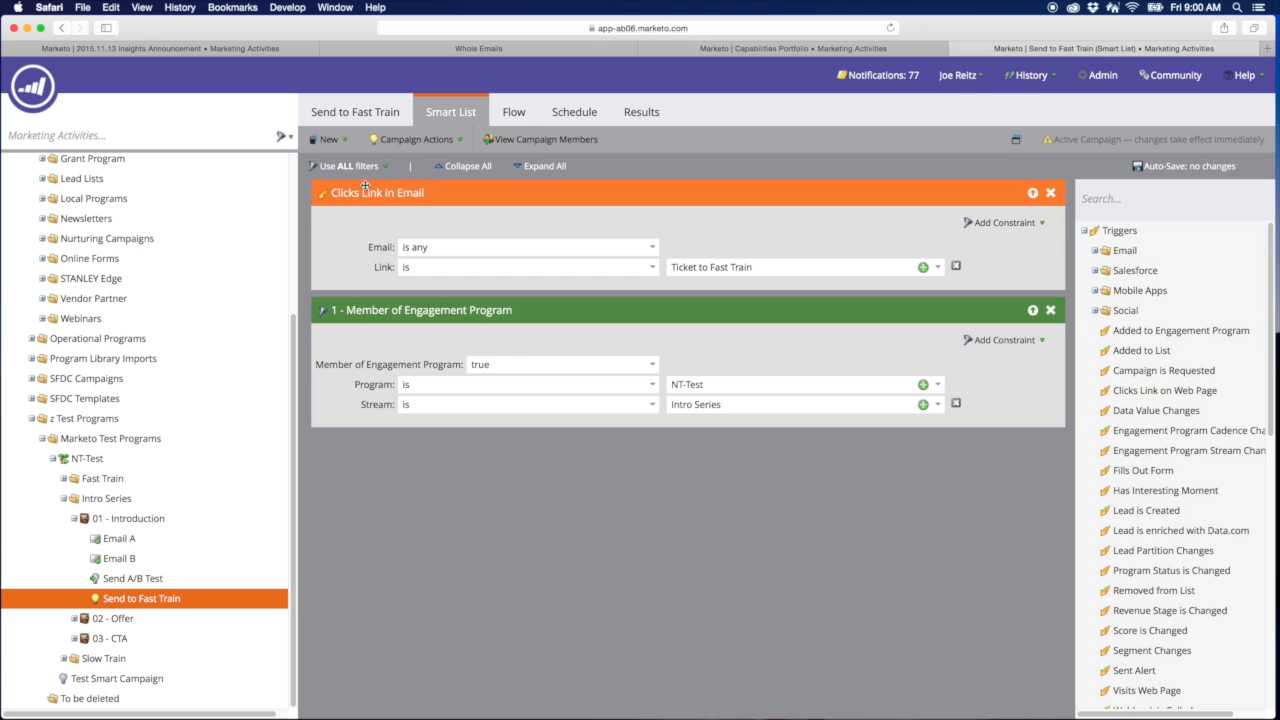 Safari File Edit View History Bookmarks Develop Window Help
Fri 9:00 AM
app-ab06.marketo.com
Marketo | 2015.11.13 Insights Announcement • Marketing Activities
Whole Emails
Marketo | Capabilities Portfolio • Marketing Activities
Marketo | Send to Fast Train (Smart List) • Marketing Activities
Notifications: 77 Joe Reitz History Admin Community Help
Marketing Activities...
Send to Fast Train Smart List Flow Schedule Results
New Campaign Actions View Campaign Members Active Campaign — changes take effect immediately
Use ALL filters | Collapse All Expand All Auto-Save: no changes
Grant Program
Lead Lists
Local Programs
Newsletters
Nurturing Campaigns
Online Forms
STANLEY Edge
Vendor Partner
Webinars
Operational Programs
Program Library Imports
SFDC Campaigns
SFDC Templates
z Test Programs
Marketo Test Programs
NT-Test
Fast Train
Intro Series
01 - Introduction
Email A
Email B
Send A/B Test
Send to Fast Train
02 - Offer
03 - CTA
Slow Train
Test Smart Campaign
To be deleted
Clicks Link in Email
Add Constraint
Email: is any
Link: is Ticket to Fast Train
1 - Member of Engagement Program
Add Constraint
Member of Engagement Program: true
Program: is NT-Test
Stream: is Intro Series
Search...
Triggers
Email
Salesforce
Mobile Apps
Social
Added to Engagement Program
Added to List
Campaign is Requested
Clicks Link on Web Page
Data Value Changes
Engagement Program Cadence Cha
Engagement Program Stream Chan
Fills Out Form
Has Interesting Moment
Lead is Created
Lead is enriched with Data.com
Lead Partition Changes
Program Status is Changed
Removed from List
Revenue Stage is Changed
Score is Changed
Segment Changes
Sent Alert
Visits Web Page